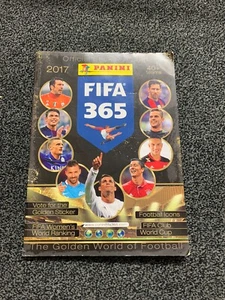 2017
PANINI
FIFA
365
KING
Vote for the
Golden Sticker
Football Icons
FIFA Women's
World Ranking
FIFA Club
World Cup
The Golden World of Football